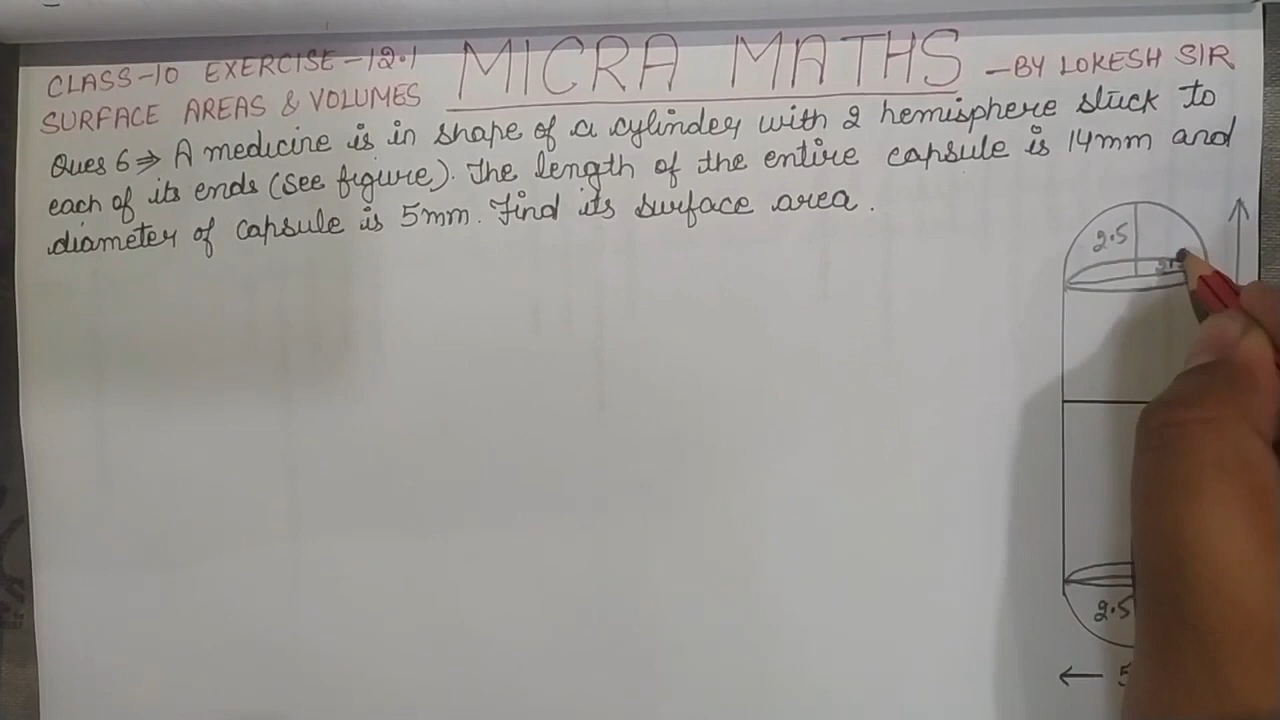 CLASS-10 EXERCISE-12.1 MICRA MATHS -BY LOKESH SIR
SURFACE AREAS & VOLUMES
Ques 6⇒ A medicine is in shape of a cylinder with 2 hemisphere stuck to
each of its ends (see figure). The length of the entire capsule is 14mm and
diameter of capsule is 5mm. Find its surface area.
2.5
2.5
← 5